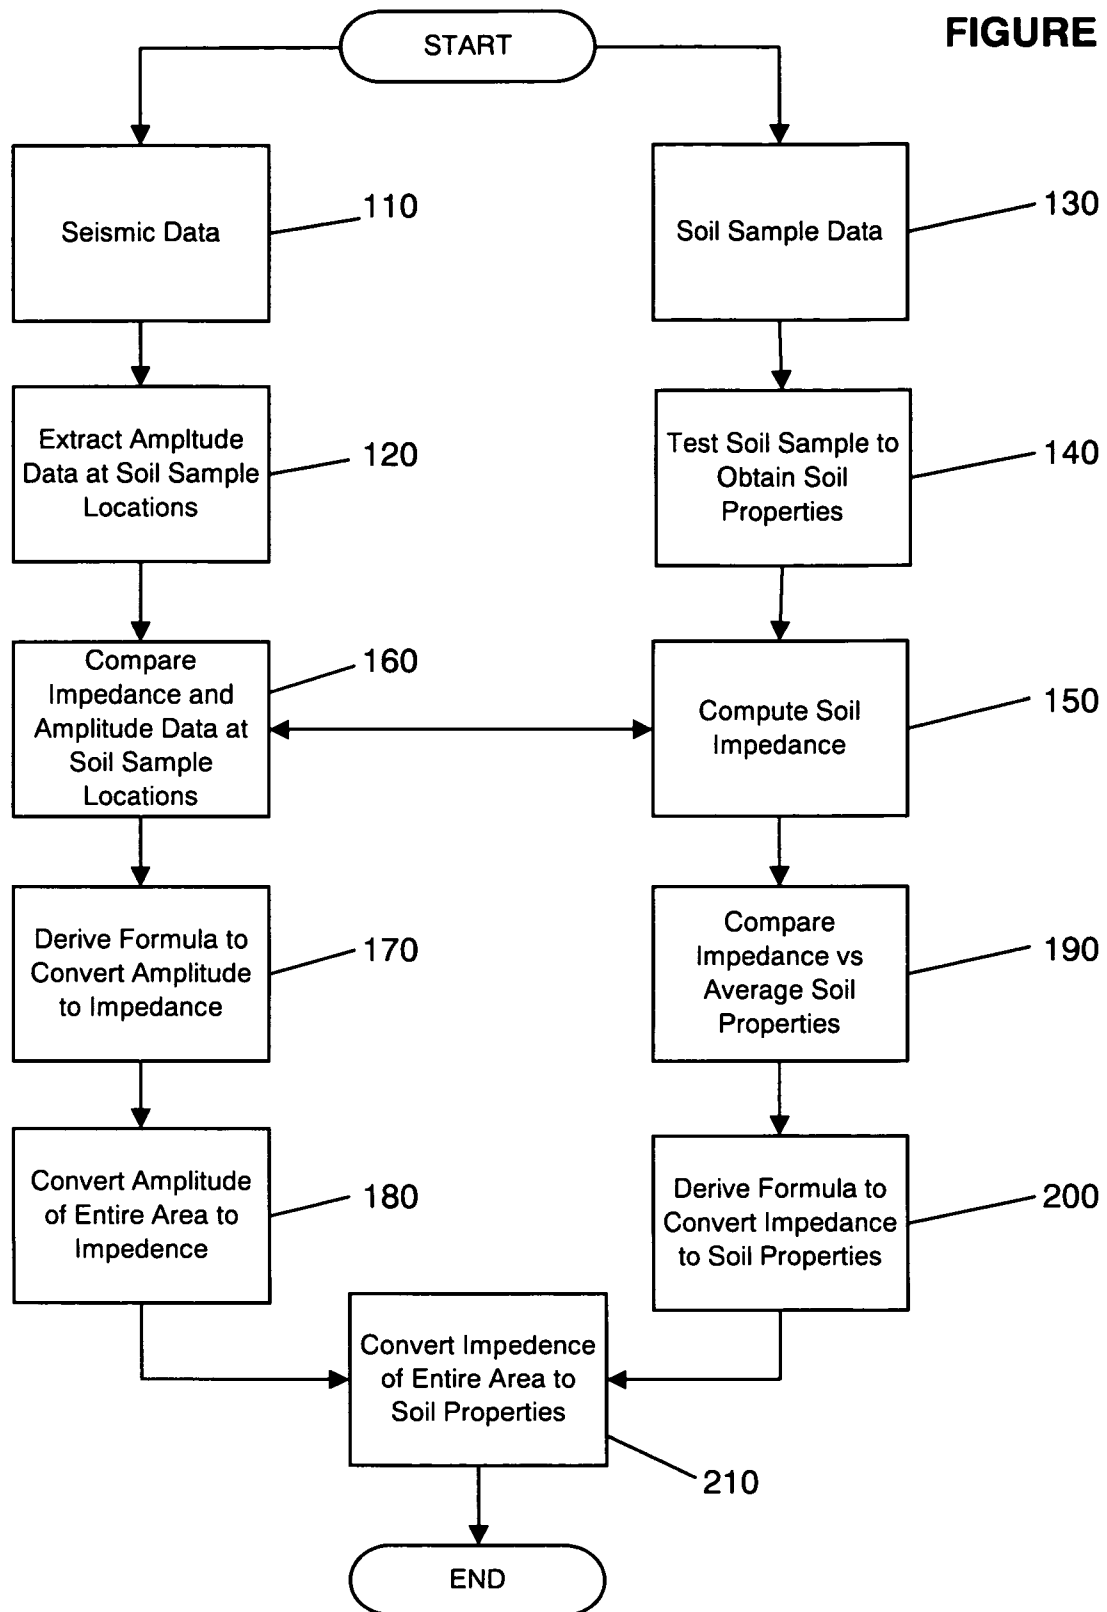 FIGURE
START
Seismic Data
110
Soil Sample Data
130
Extract Ampltude
Data at Soil Sample
Locations
120
Test Soil Sample to
Obtain Soil
Properties
140
Compare
Impedance and
Amplitude Data at
Soil Sample
Locations
160
Compute Soil
Impedance
150
Derive Formula to
Convert Amplitude
to Impedance
170
Compare
Impedance vs
Average Soil
Properties
190
Convert Amplitude
of Entire Area to
Impedence
180
Derive Formula to
Convert Impedance
to Soil Properties
200
Convert Impedence
of Entire Area to
Soil Properties
210
END